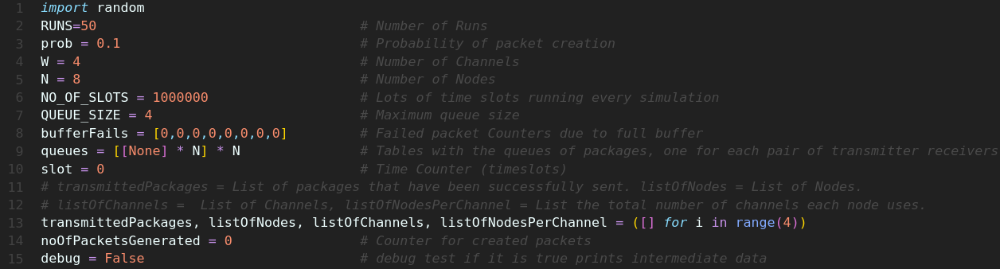 1 import random
2 RUNS=50 # Number of Runs
3 prob = 0.1 # Probability of packet creation
4 W = 4 # Number of Channels
5 N = 8 # Number of Nodes
6 NO_OF_SLOTS = 1000000 # Lots of time slots running every simulation
7 QUEUE_SIZE = 4 # Maximum queue size
8 bufferFails = [0,0,0,0,0,0,0,0] # Failed packet Counters due to full buffer
9 queues = [[None] * N] * N # Tables with the queues of packages, one for each pair of transmitter receivers
10 slot = 0 # Time Counter (timeslots)
11 # transmittedPackages = List of packages that have been successfully sent. listOfNodes = List of Nodes.
12 # listOfChannels =  List of Channels, listOfNodesPerChannel = List the total number of channels each node uses.
13 transmittedPackages, listOfNodes, listOfChannels, listOfNodesPerChannel = ([] for i in range(4))
14 noOfPacketsGenerated = 0 # Counter for created packets
15 debug = False # debug test if it is true prints intermediate data